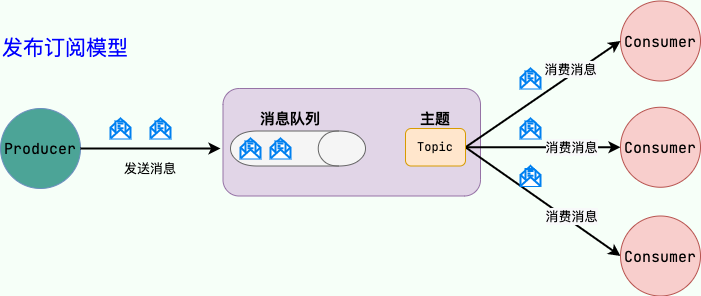 发布订阅模型
Producer
发送消息
消息队列
主题
Topic
消费消息
消费消息
消费消息
Consumer
Consumer
Consumer